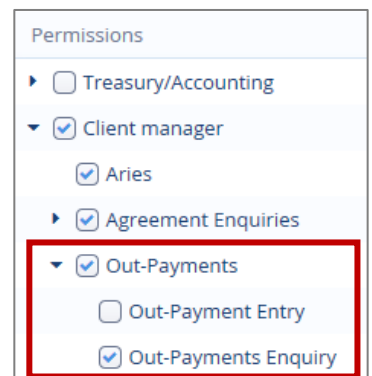 Permissions
Treasury/Accounting
Client manager
Aries
Agreement Enquiries
Out-Payments
Out-Payment Entry
Out-Payments Enquiry